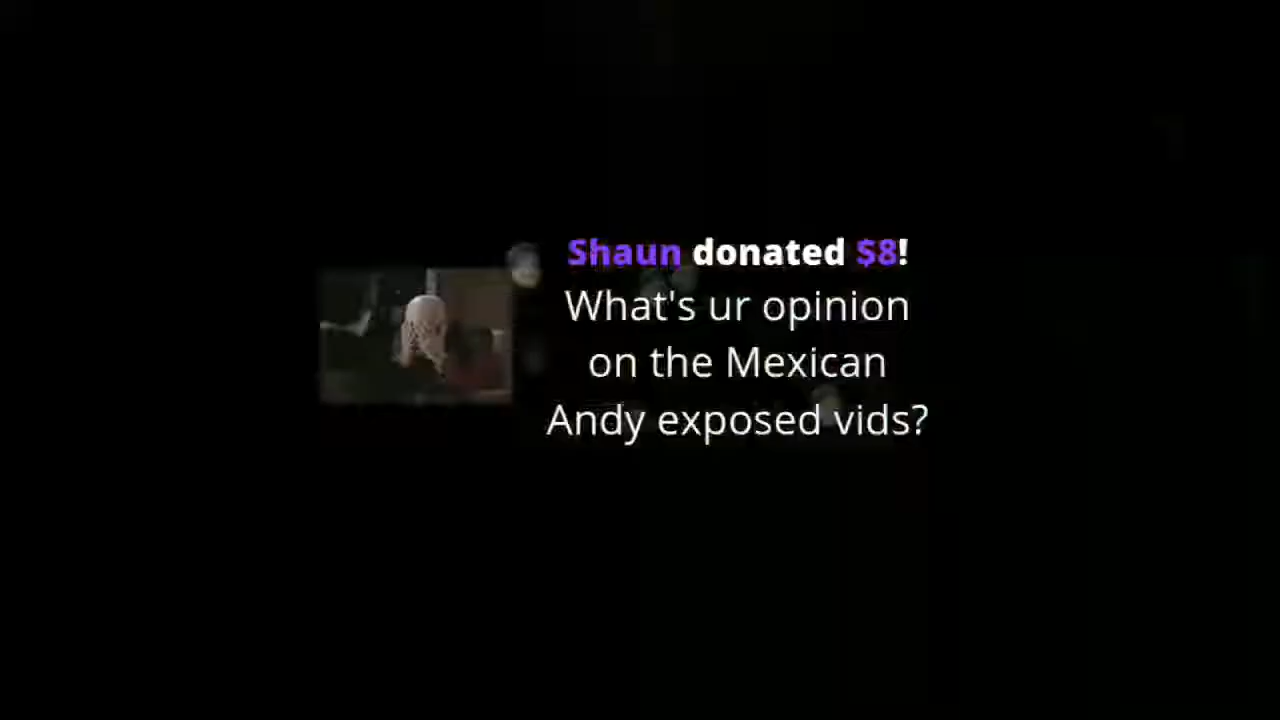 Shaun donated $8!
What's ur opinion
on the Mexican
Andy exposed vids?